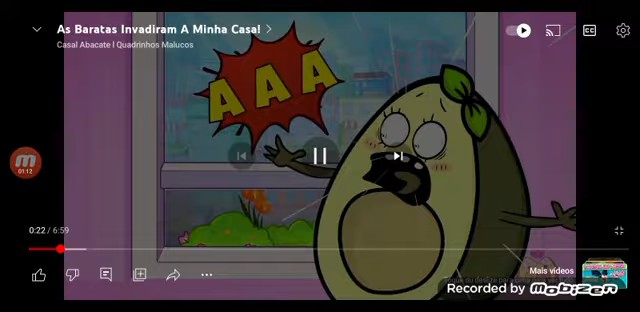 As Baratas Invadiram A Minha Casa!
Casal Abacate l Quadrinhos Malucos
CC
AAA
01:12
0:22 / 6:59
Mais vídeos
Recorded by mobizen